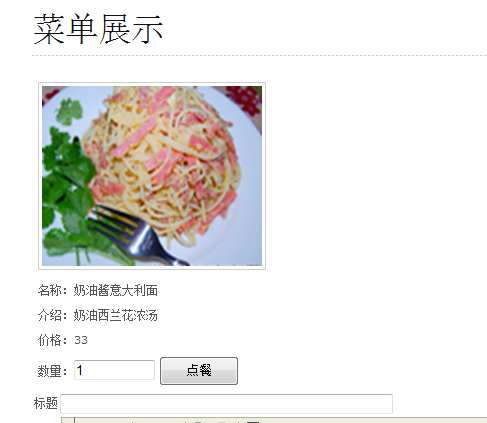 菜单展示
名称：奶油酱意大利面
介绍：奶油西兰花浓汤
价格：33
数量：1 点餐
标题